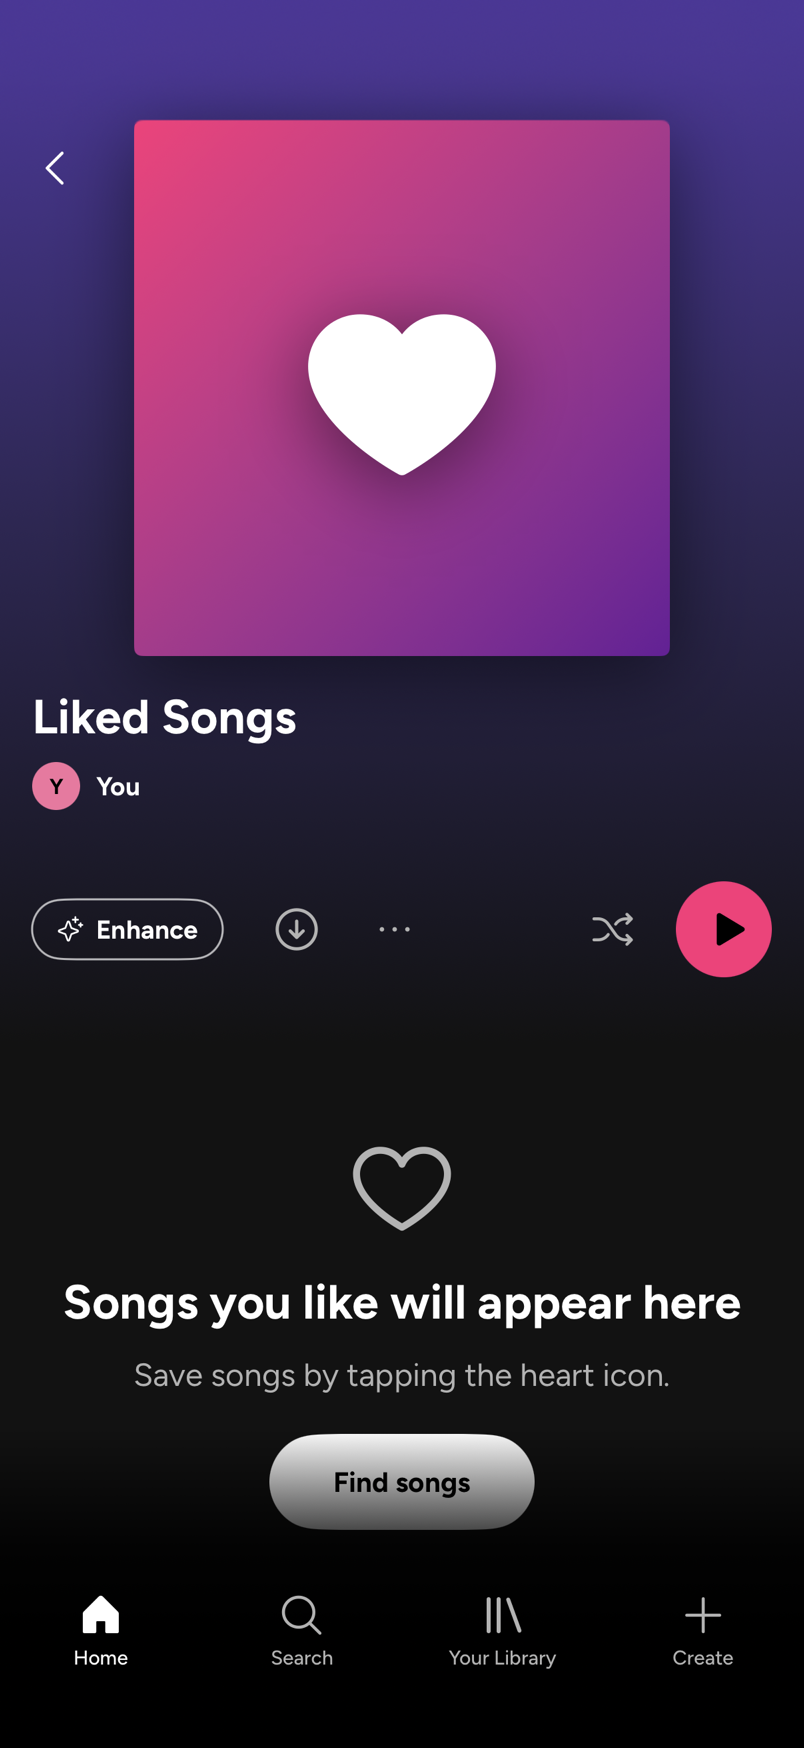 Liked Songs
Y
You
Enhance
Songs you like will appear here
Save songs by tapping the heart icon.
Find songs
Home
Search
Your Library
Create